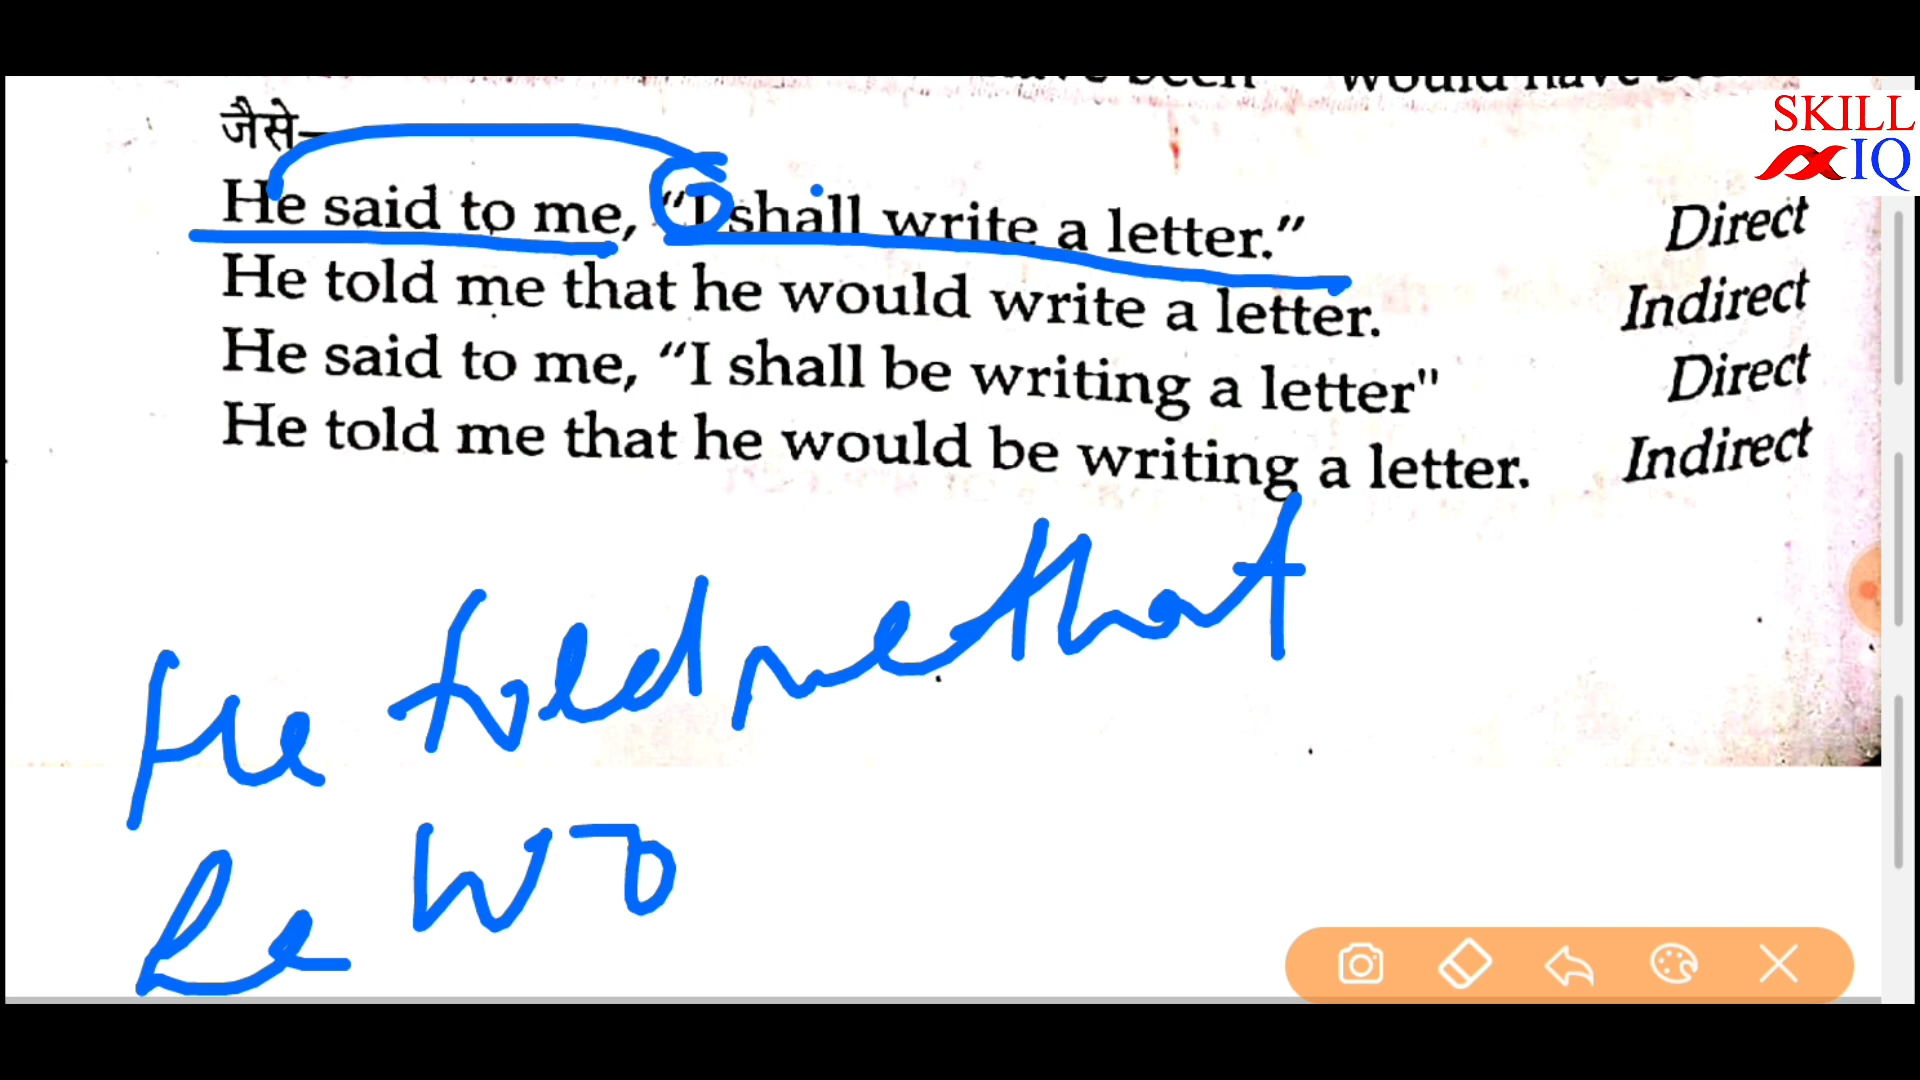 जैसे—
He said to me, “I shall write a letter.” Direct
He told me that he would write a letter. Indirect
He said to me, “I shall be writing a letter" Direct
He told me that he would be writing a letter. Indirect
He told me that
he wo
SKILL
IQ